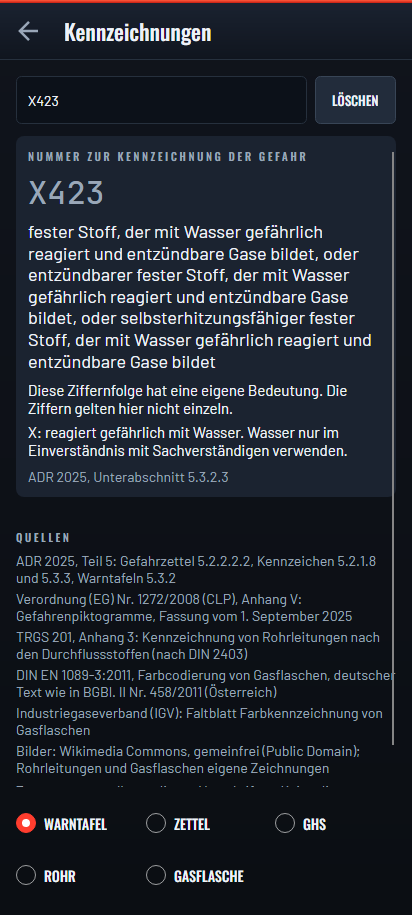 Kennzeichnungen
X423
LÖSCHEN
NUMMER ZUR KENNZEICHNUNG DER GEFAHR
X423
fester Stoff, der mit Wasser gefährlich
reagiert und entzündbare Gase bildet, oder
entzündbarer fester Stoff, der mit Wasser
gefährlich reagiert und entzündbare Gase
bildet, oder selbsterhitzungsfähiger fester
Stoff, der mit Wasser gefährlich reagiert und
entzündbare Gase bildet
Diese Ziffernfolge hat eine eigene Bedeutung. Die
Ziffern gelten hier nicht einzeln.
X: reagiert gefährlich mit Wasser. Wasser nur im
Einverständnis mit Sachverständigen verwenden.
ADR 2025, Unterabschnitt 5.3.2.3
QUELLEN
ADR 2025, Teil 5: Gefahrzettel 5.2.2.2.2, Kennzeichen 5.2.1.8
und 5.3.3, Warntafeln 5.3.2
Verordnung (EG) Nr. 1272/2008 (CLP), Anhang V:
Gefahrenpiktogramme, Fassung vom 1. September 2025
TRGS 201, Anhang 3: Kennzeichnung von Rohrleitungen nach
den Durchflussstoffen (nach DIN 2403)
DIN EN 1089-3:2011, Farbcodierung von Gasflaschen, deutscher
Text wie in BGBl. II Nr. 458/2011 (Österreich)
Industriegaseverband (IGV): Faltblatt Farbkennzeichnung von
Gasflaschen
Bilder: Wikimedia Commons, gemeinfrei (Public Domain);
Rohrleitungen und Gasflaschen eigene Zeichnungen
WARNTAFEL
ZETTEL
GHS
ROHR
GASFLASCHE